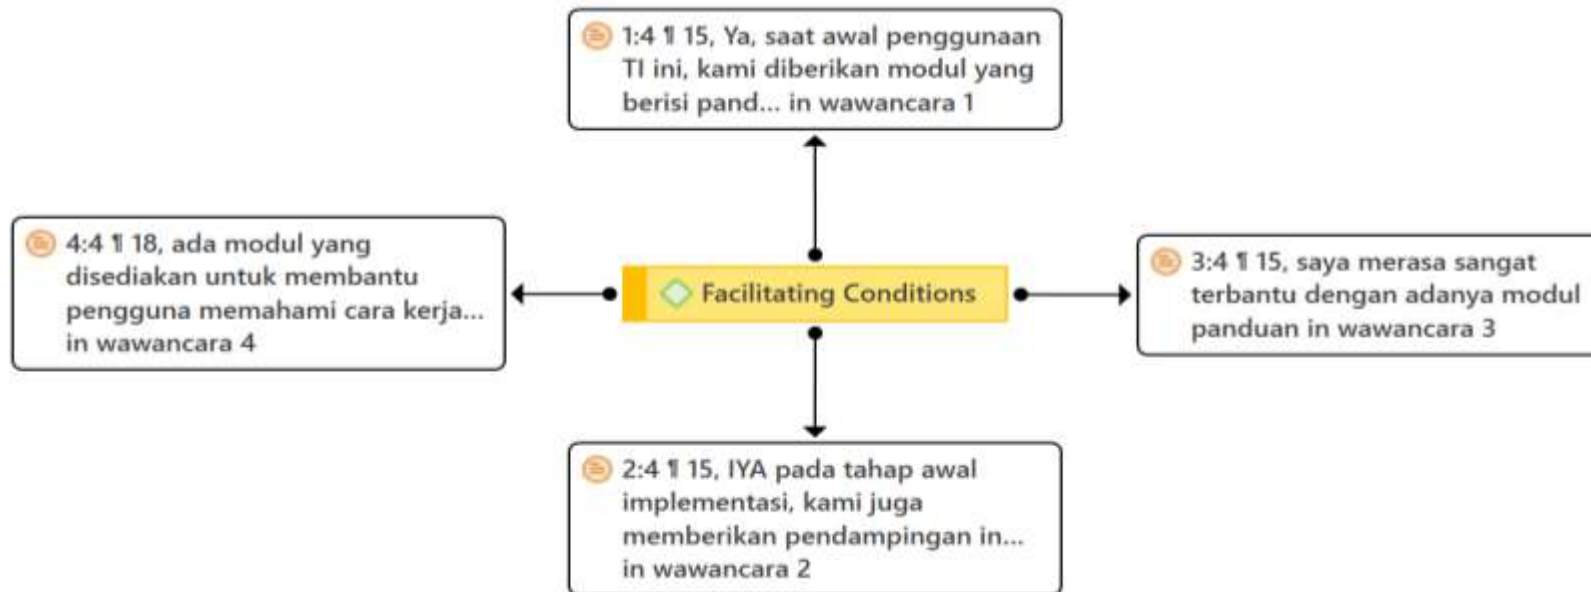 1:4 ¶ 15, Ya, saat awal penggunaan
TI ini, kami diberikan modul yang
berisi pand... in wawancara 1
4:4 ¶ 18, ada modul yang
disediakan untuk membantu
pengguna memahami cara kerja...
in wawancara 4
Facilitating Conditions
3:4 ¶ 15, saya merasa sangat
terbantu dengan adanya modul
panduan in wawancara 3
2:4 ¶ 15, IYA pada tahap awal
implementasi, kami juga
memberikan pendampingan in...
in wawancara 2